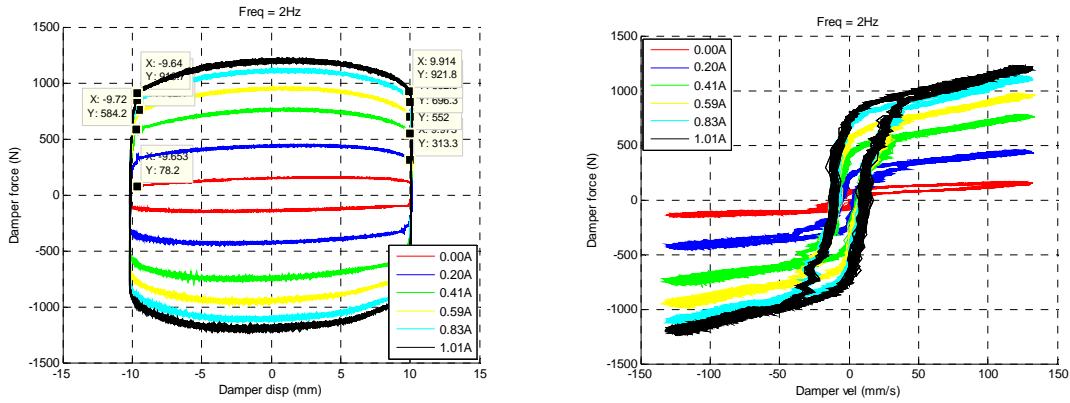 Freq = 2Hz
Damper force (N)
1500
1000
500
0
-500
-1000
-1500
X: -9.64
X: -9.72
Y: 584.2
X: -9.653
Y: 78.2
X: 9.914
Y: 921.8
Y: 696.3
Y: 552
Y: 313.3
0.00A
0.20A
0.41A
0.59A
0.83A
1.01A
-15
-10
-5
0
5
10
15
Damper disp (mm)
Freq = 2Hz
Damper force (N)
1500
1000
500
0
-500
-1000
-1500
0.00A
0.20A
0.41A
0.59A
0.83A
1.01A
-150
-100
-50
0
50
100
150
Damper vel (mm/s)